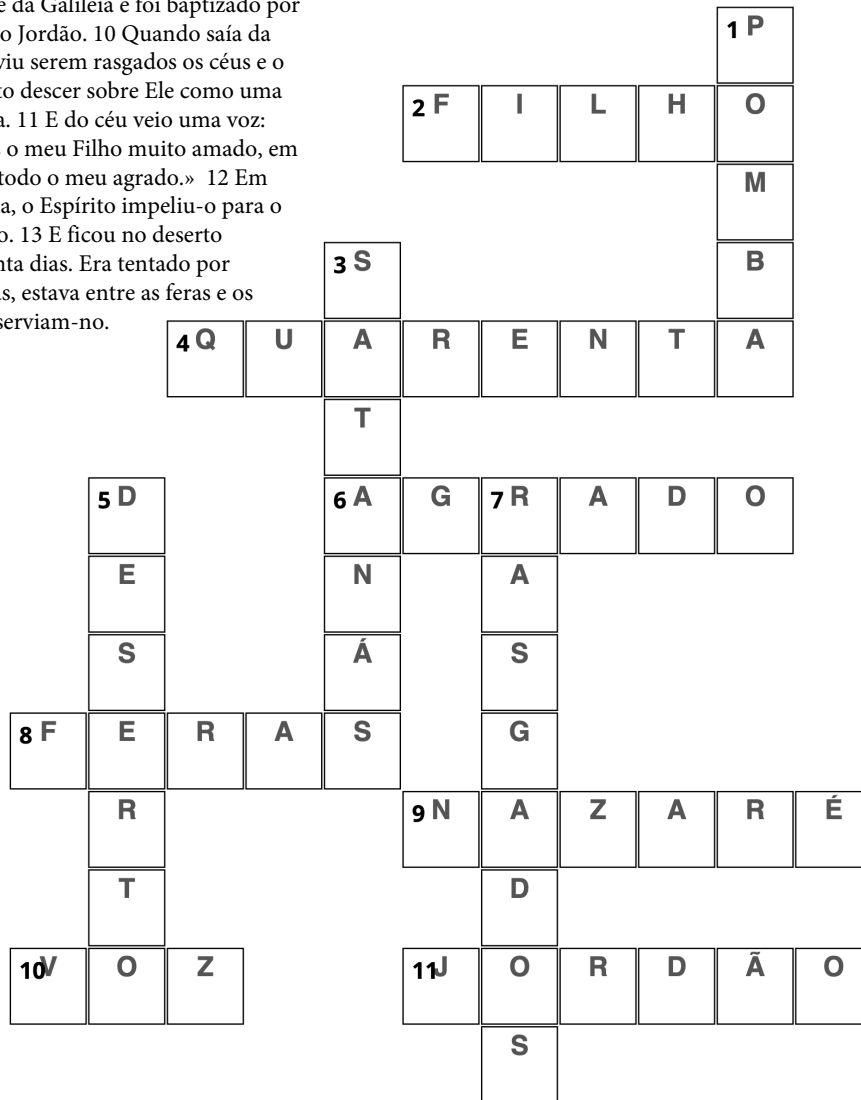 e da Galileia e foi baptizado por
o Jordão. 10 Quando saía da
viu serem rasgados os céus e o
to descer sobre Ele como uma
a. 11 E do céu veio uma voz:
o meu Filho muito amado, em
todo o meu agrado.» 12 Em
a, o Espírito impeliu-o para o
o. 13 E ficou no deserto
nta dias. Era tentado por
s, estava entre as feras e os
serviam-no.
1 P
2 F I L H O
M
3 S B
4 Q U A R E N T A
T
5 D 6 A G 7 R A D O
E N A
S Á S
8 F E R A S G
R 9 N A Z A R É
T D
10 V O Z 11 J O R D Ã O
S